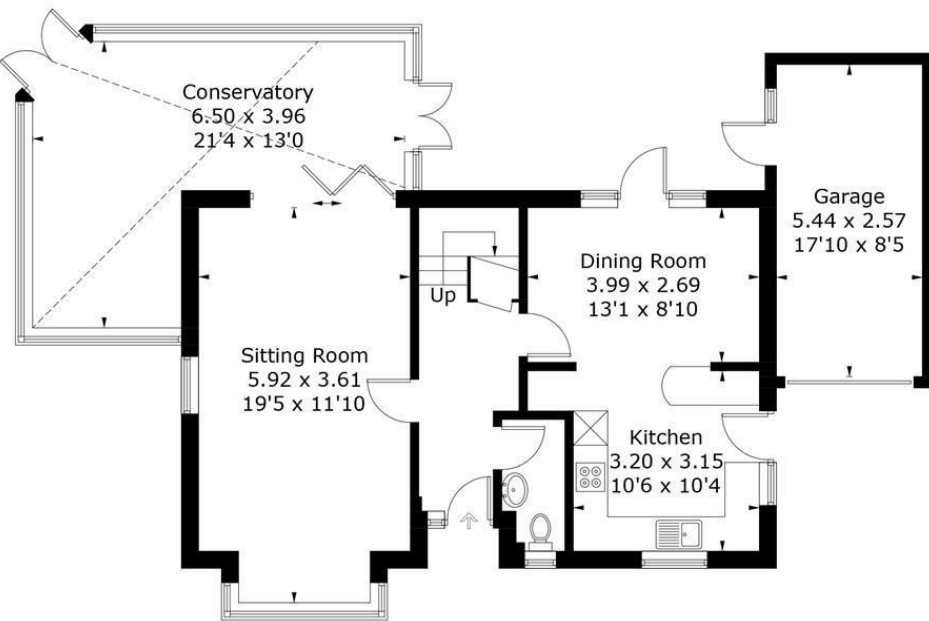 Conservatory
6.50 x 3.96
21'4 x 13'0
Garage
5.44 x 2.57
17'10 x 8'5
Dining Room
3.99 x 2.69
13'1 x 8'10
Up
Sitting Room
5.92 x 3.61
19'5 x 11'10
Kitchen
3.20 x 3.15
10'6 x 10'4